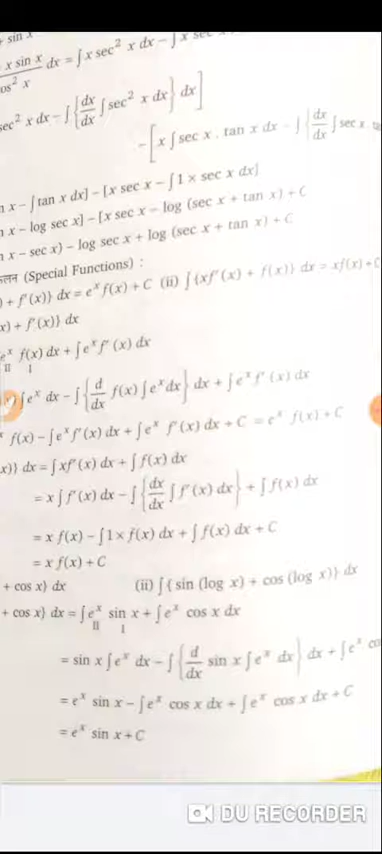 sin x
x sin x / os² x dx = ∫ x sec² x dx − ∫ x sec
sec² x dx − ∫ { dx/dx ∫ sec² x dx } dx ]
− [ x ∫ sec x . tan x dx − ∫ { dx/dx ∫ sec x
x − ∫ tan x dx] − [x sec x − ∫ 1 × sec x dx]
x − log sec x] − [x sec x − log (sec x + tan x) + C
x − sec x) − log sec x + log (sec x + tan x) + C
(Special Functions) :
+ f'(x)} dx = eˣ f(x) + C (ii) ∫ {xf'(x) + f(x)} dx = xf(x) + C
x) + f'(x)} dx
eˣ f(x) dx + ∫ eˣ f'(x) dx
II I
∫ eˣ dx − ∫ { d/dx f(x) ∫ eˣ dx } dx + ∫ eˣ f'(x) dx
f(x) − ∫ eˣ f'(x) dx + ∫ eˣ f'(x) dx + C = eˣ f(x) + C
x)} dx = ∫ xf'(x) dx + ∫ f(x) dx
= x ∫ f'(x) dx − ∫ { dx/dx ∫ f'(x) dx } + ∫ f(x) dx
= x f(x) − ∫ 1× f(x) dx + ∫ f(x) dx + C
= x f(x) + C
+ cos x} dx (ii) ∫ { sin (log x) + cos (log x)} dx
+ cos x} dx = ∫ eˣ sin x + ∫ eˣ cos x dx
II I
= sin x ∫ eˣ dx − ∫ { d/dx sin x ∫ eˣ dx } dx + ∫ eˣ co
= eˣ sin x − ∫ eˣ cos x dx + ∫ eˣ cos x dx + C
= eˣ sin x + C
DU RECORDER